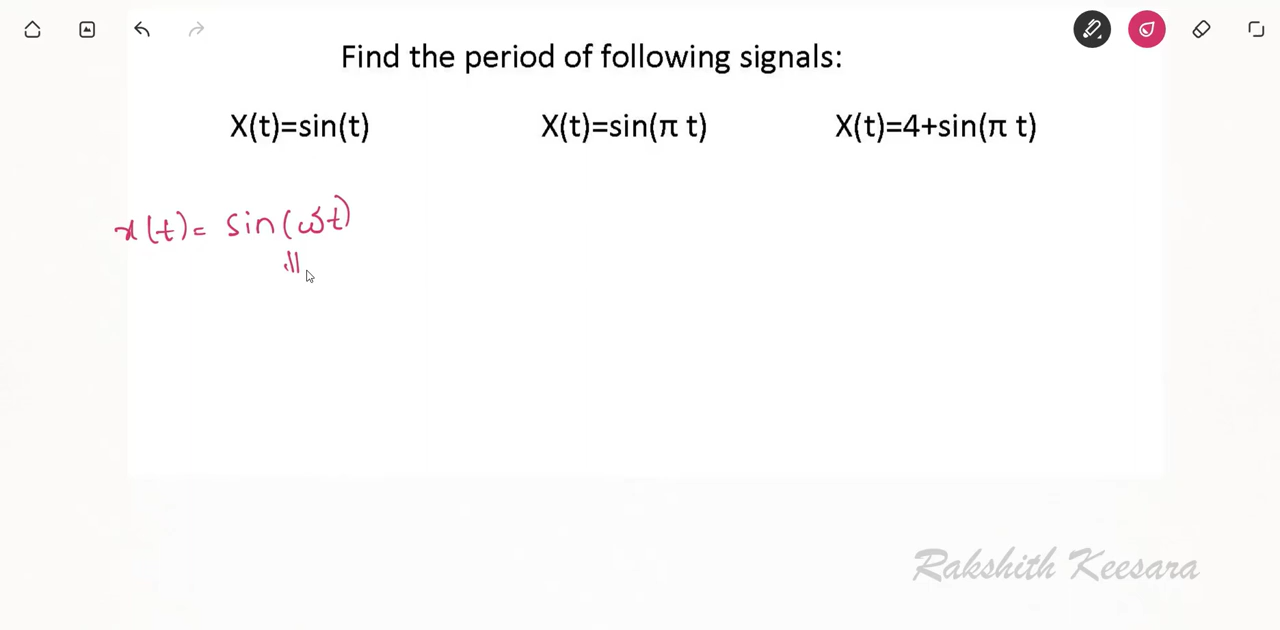 Find the period of following signals:
X(t)=sin(t) X(t)=sin(π t) X(t)=4+sin(π t)
x(t)= sin(ωt)
Rakshith Keesara